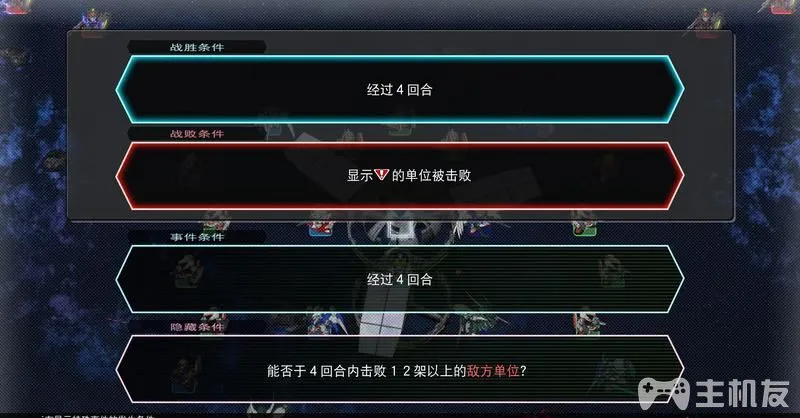 战胜条件
经过4回合
战败条件
显示 的单位被击败
事件条件
经过4回合
隐藏条件
能否于4回合内击败12架以上的敌方单位?
主机友